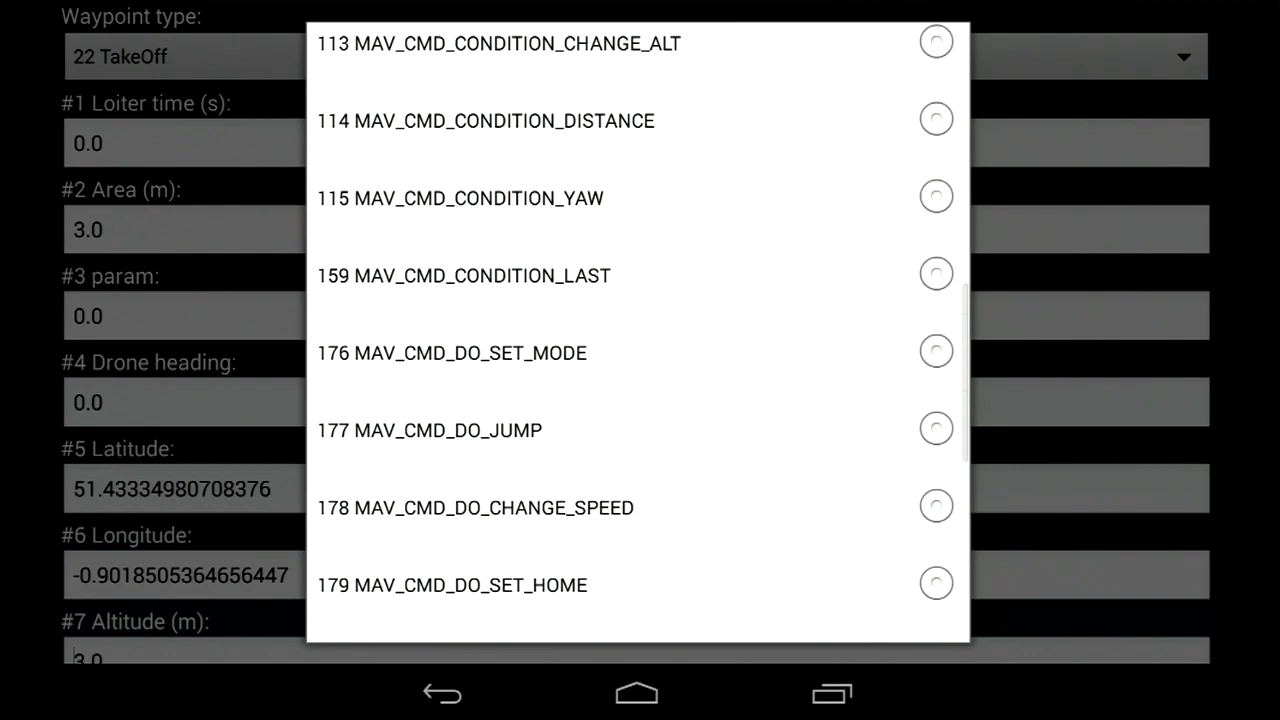 Waypoint type:
22 TakeOff
#1 Loiter time (s):
0.0
#2 Area (m):
3.0
#3 param:
0.0
#4 Drone heading:
0.0
#5 Latitude:
51.43334980708376
#6 Longitude:
-0.9018505364656447
#7 Altitude (m):
3.0
113 MAV_CMD_CONDITION_CHANGE_ALT
114 MAV_CMD_CONDITION_DISTANCE
115 MAV_CMD_CONDITION_YAW
159 MAV_CMD_CONDITION_LAST
176 MAV_CMD_DO_SET_MODE
177 MAV_CMD_DO_JUMP
178 MAV_CMD_DO_CHANGE_SPEED
179 MAV_CMD_DO_SET_HOME